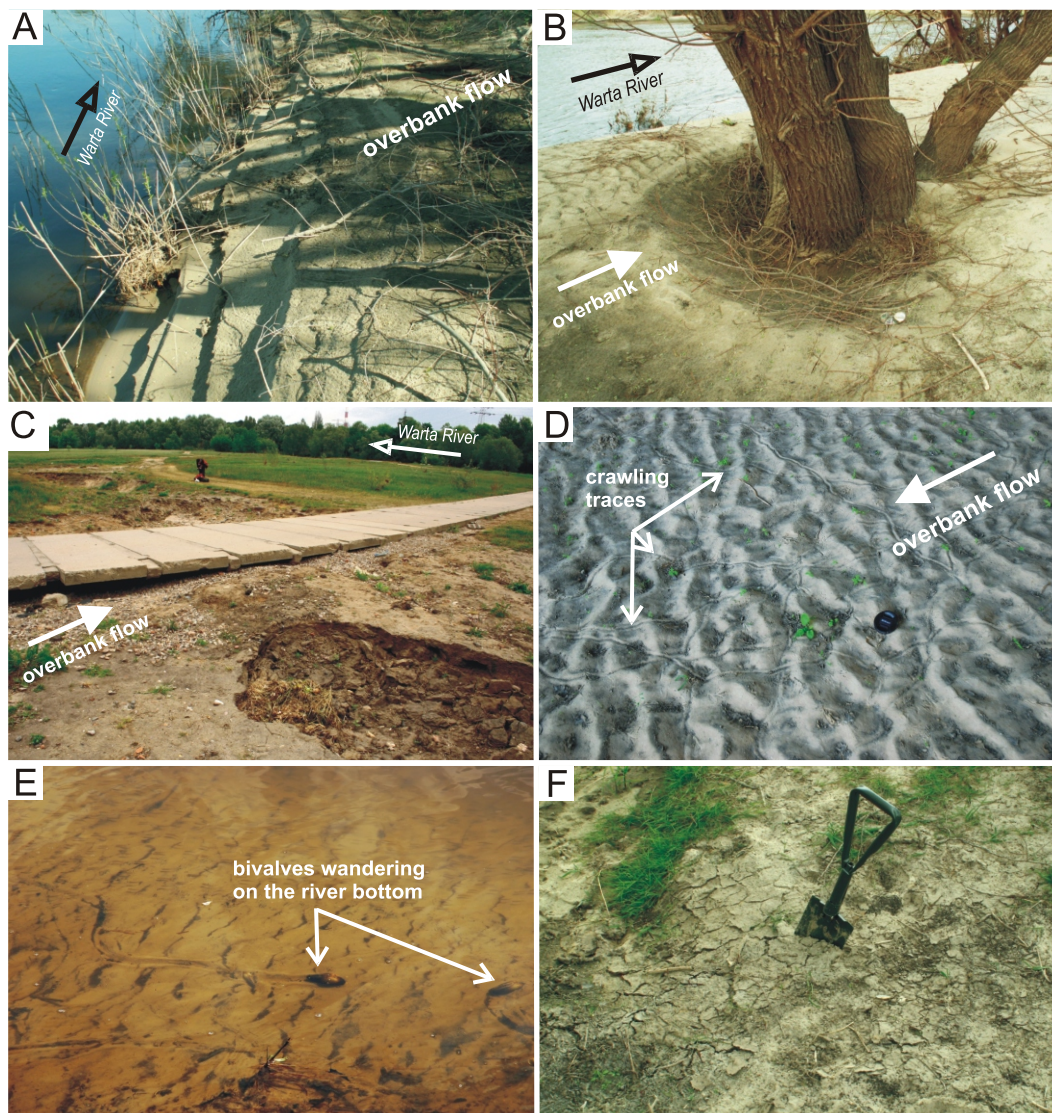 A
Warta River
overbank flow
B
Warta River
overbank flow
C
Warta River
overbank flow
D
crawling
traces
overbank flow
E
bivalves wandering
on the river bottom
F